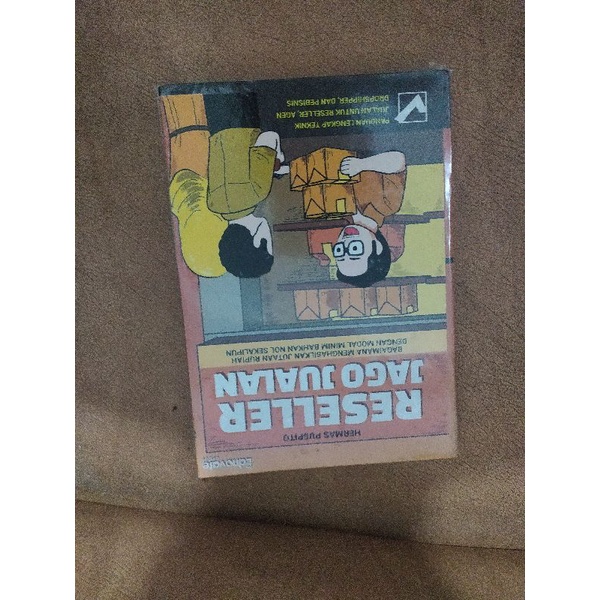 HERMAS PUSPITO
RESELLER
JAGO JUALAN
BAGAIMANA MENGHASILKAN JUTAAN RUPIAH
DENGAN MODAL MINIM BAHKAN NOL SEKALIPUN
PANDUAN LENGKAP TEKNIK
JUALAN UNTUK RESELLER, AGEN
DROPSHIPPER, DAN PEBISNIS